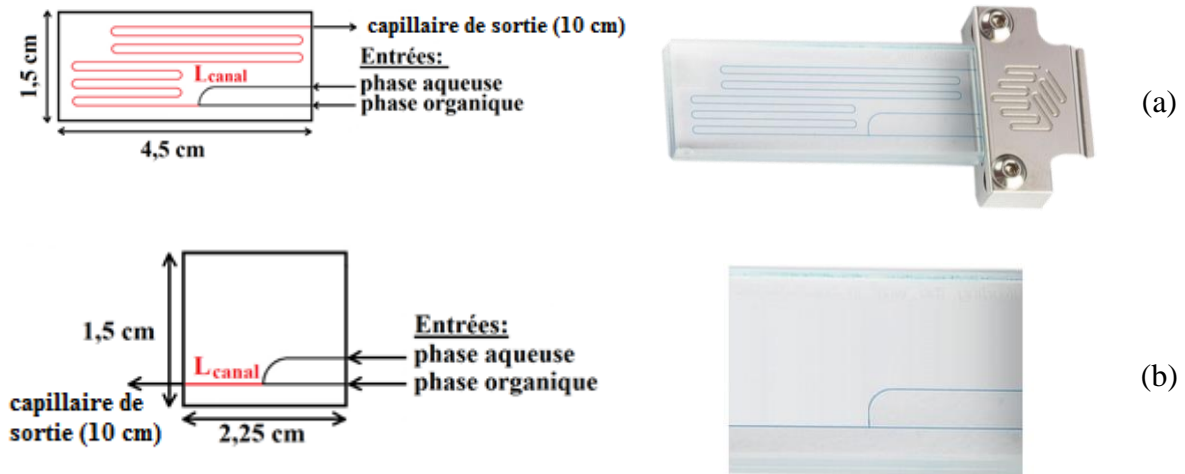 capillaire de sortie (10 cm)
Entrées:
1,5 cm
L canal
phase aqueuse
phase organique
4,5 cm
(a)
1,5 cm
Entrées:
phase aqueuse
L canal
phase organique
capillaire de
sortie (10 cm)
2,25 cm
(b)